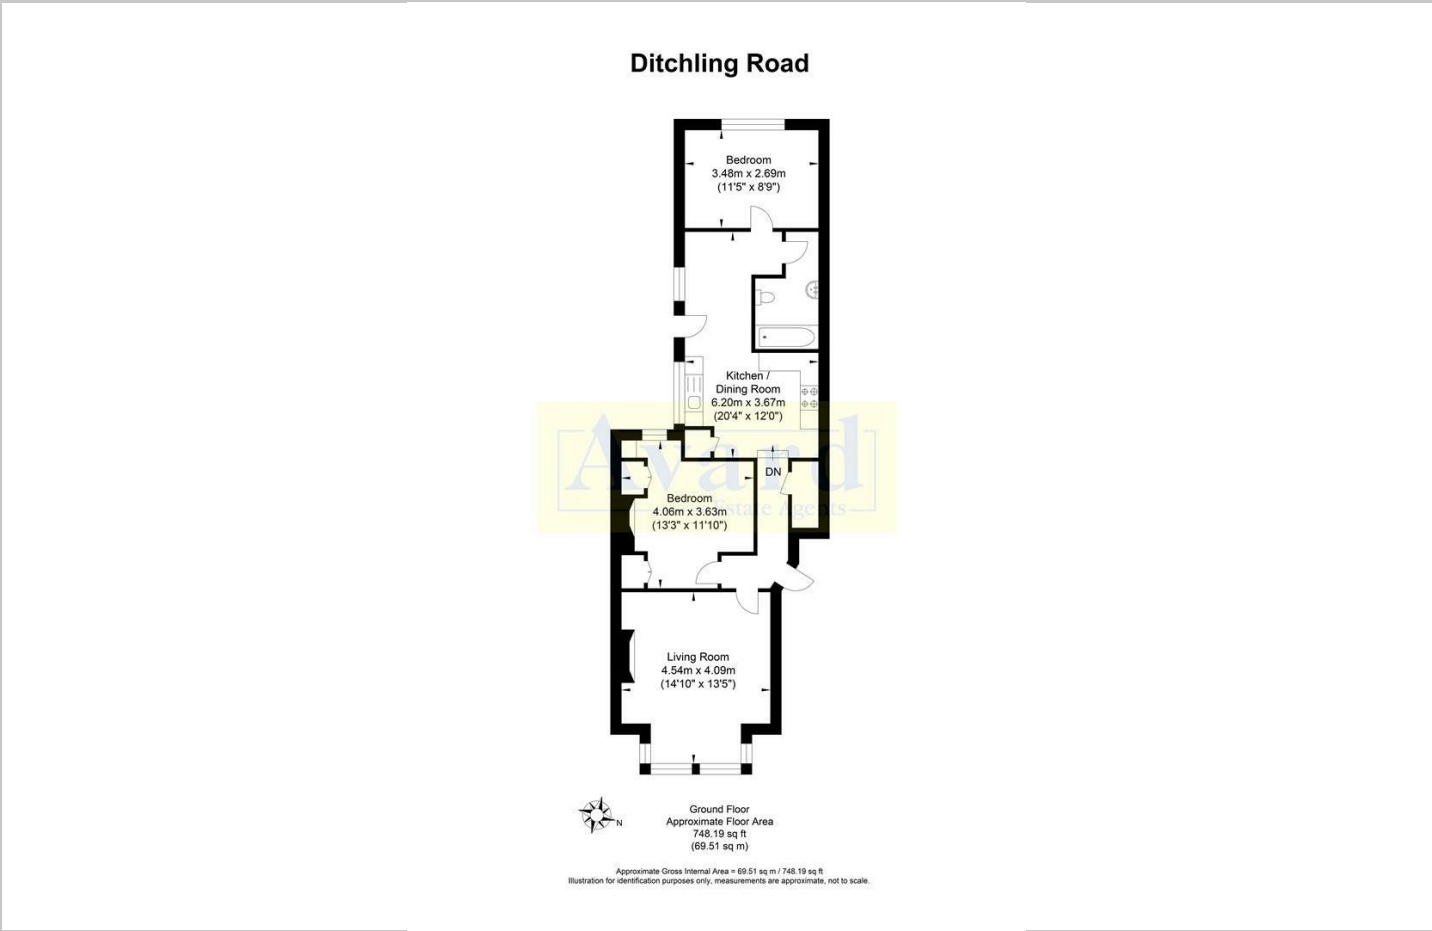 Ditchling Road
Bedroom
3.48m x 2.69m
(11'5" x 8'9")
Kitchen /
Dining Room
6.20m x 3.67m
(20'4" x 12'0")
Avard
Estate Agents
DN
Bedroom
4.06m x 3.63m
(13'3" x 11'10")
Living Room
4.54m x 4.09m
(14'10" x 13'5")
N
Ground Floor
Approximate Floor Area
748.19 sq ft
(69.51 sq m)
Approximate Gross Internal Area = 69.51 sq m / 748.19 sq ft
Illustration for identification purposes only, measurements are approximate, not to scale.